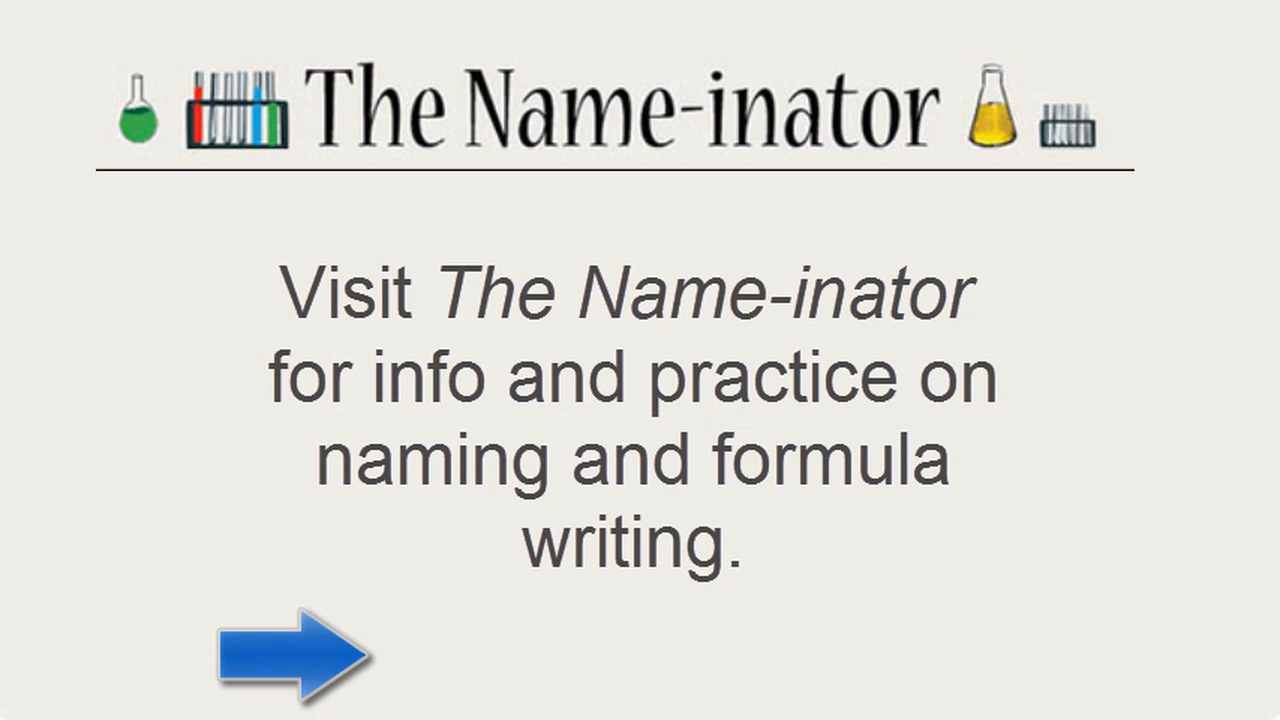 The Name-inator
Visit The Name-inator
for info and practice on
naming and formula
writing.